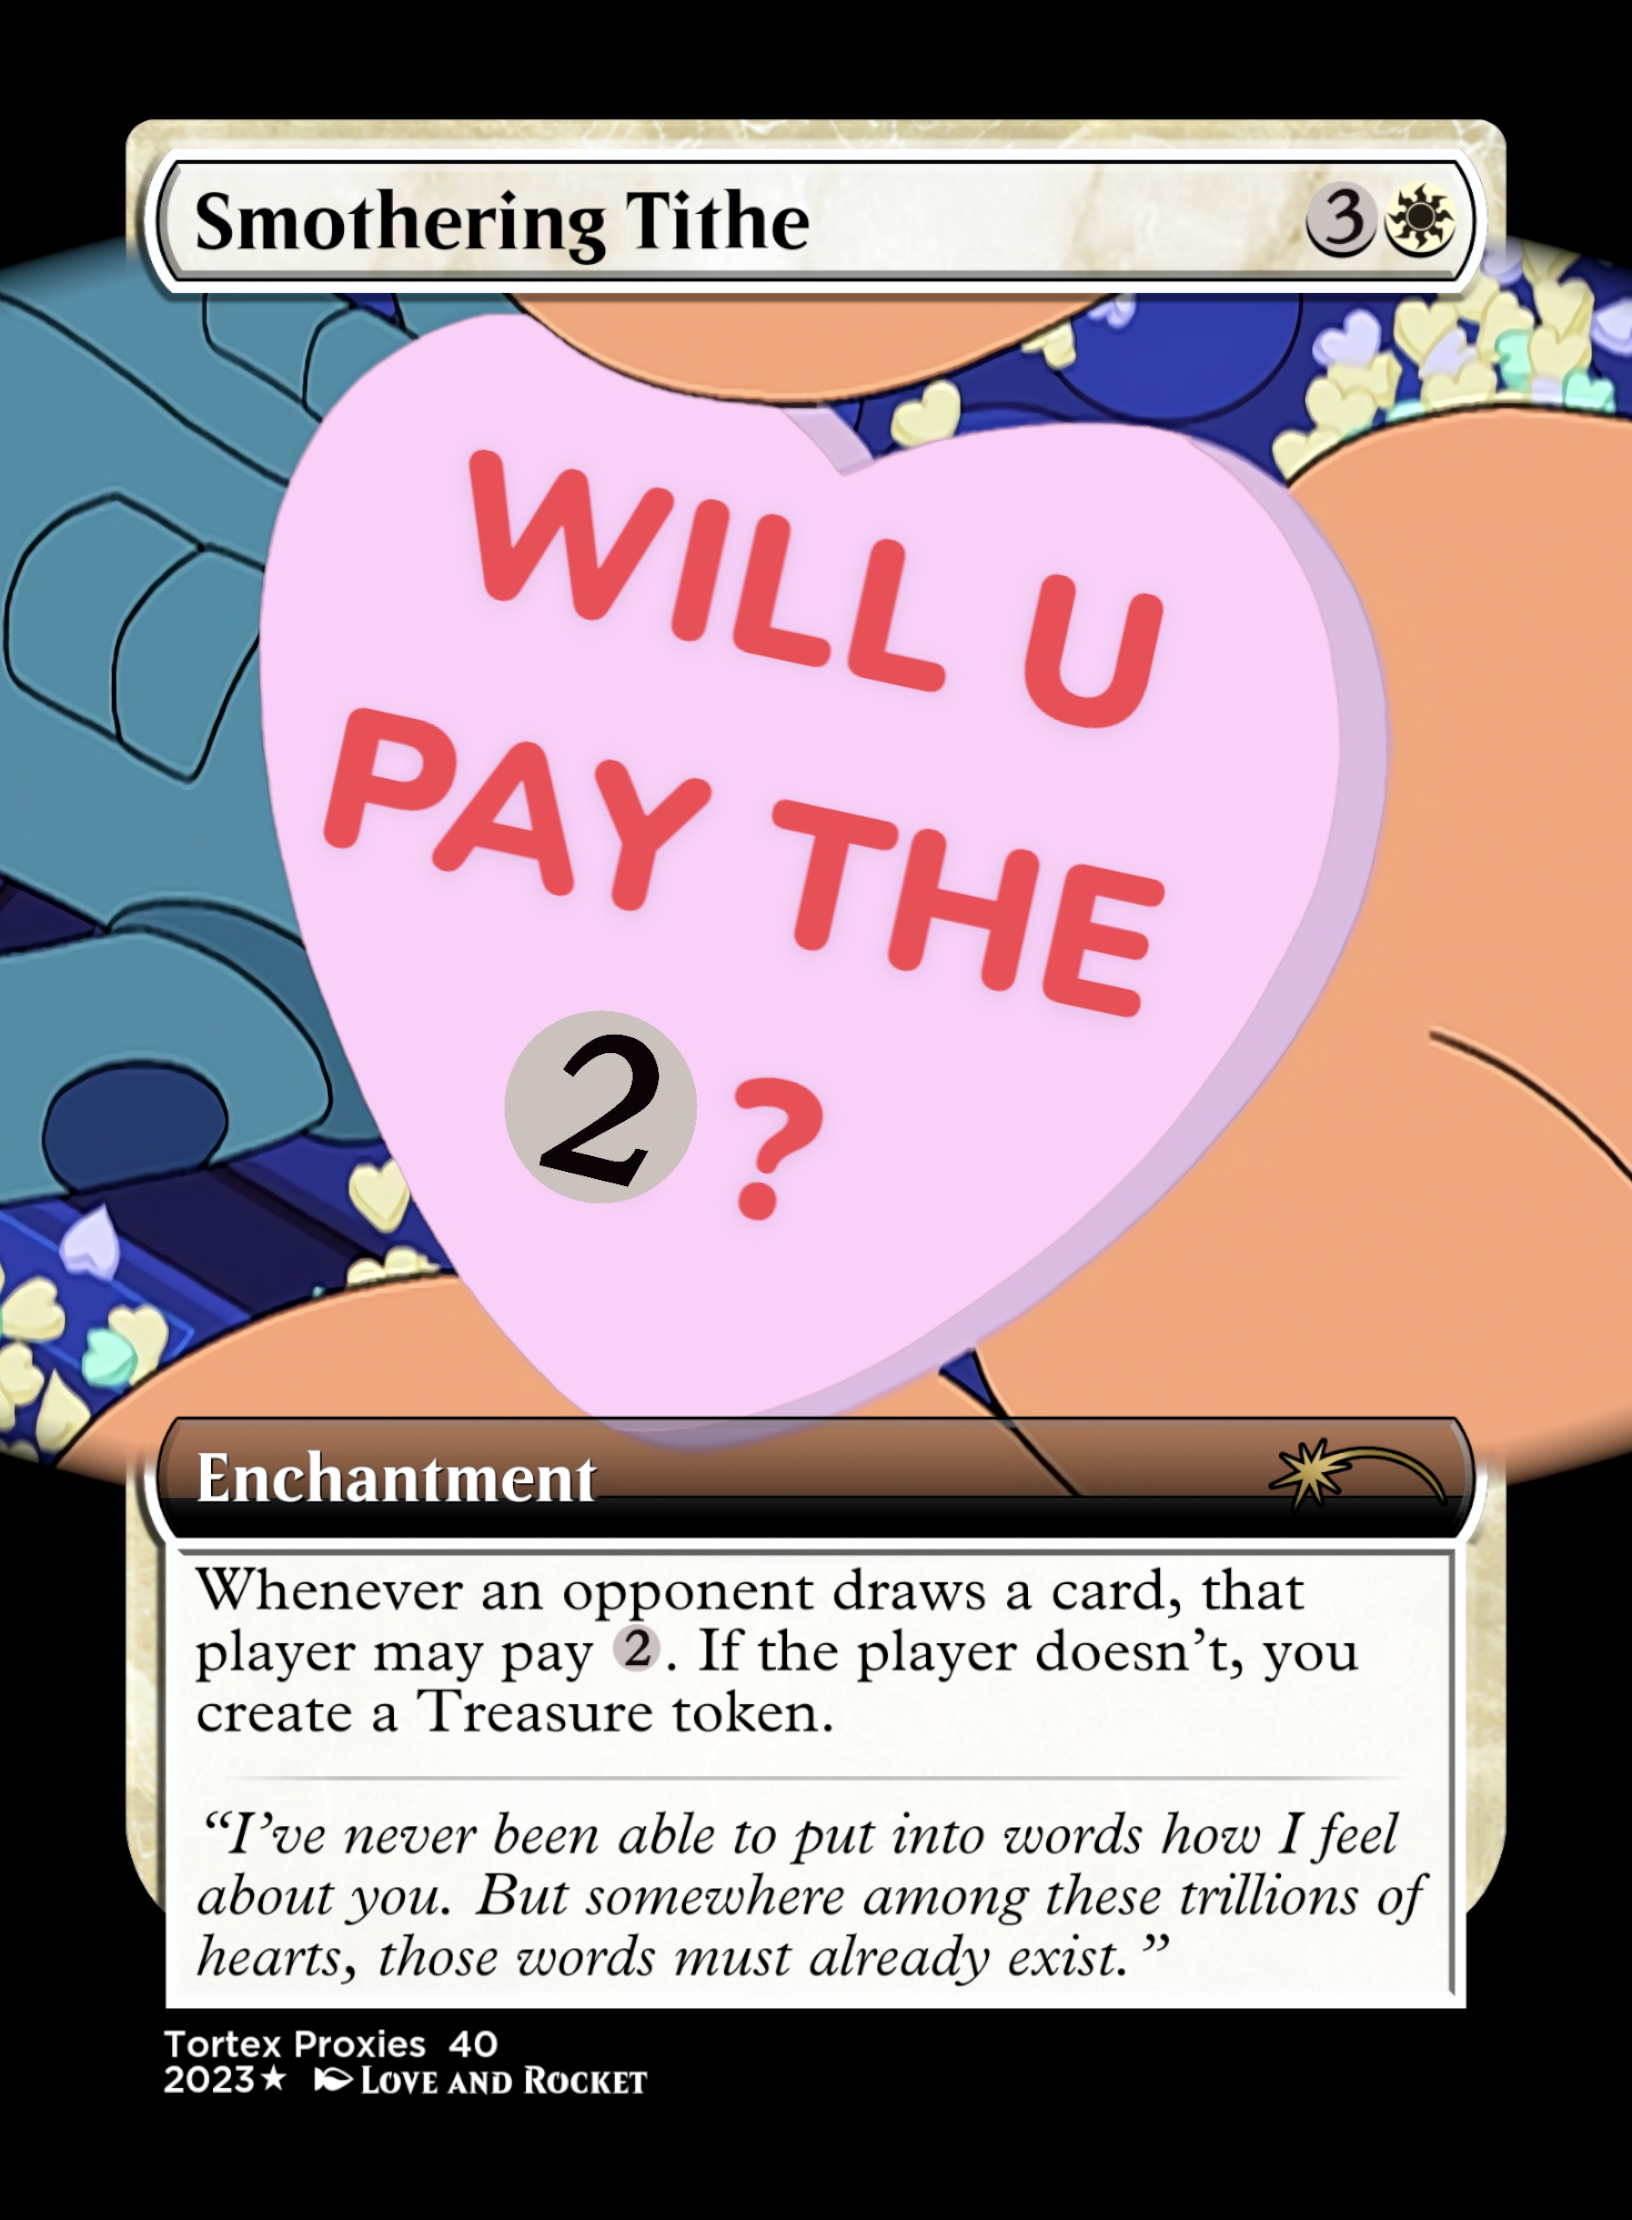 Smothering Tithe 3
WILL U
PAY THE
2 ?
Enchantment
Whenever an opponent draws a card, that
player may pay 2. If the player doesn’t, you
create a Treasure token.
“I’ve never been able to put into words how I feel
about you. But somewhere among these trillions of
hearts, those words must already exist.”
Tortex Proxies 40
2023★ LOVE AND ROCKET